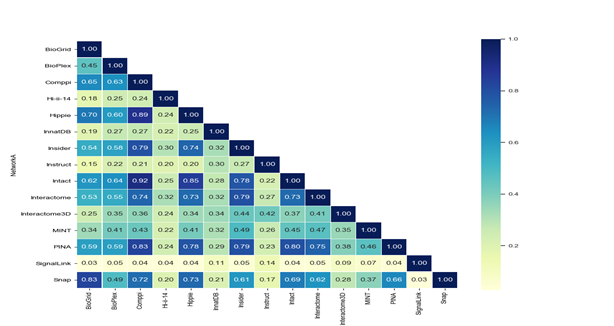 BioGrid 1.00 1.0
BioPlex 0.45 1.00
Comppi 0.65 0.63 1.00
Hi-ii-14 0.18 0.25 0.24 1.00 0.8
Hippie 0.70 0.60 0.89 0.24 1.00
InnatDB 0.19 0.27 0.27 0.22 0.25 1.00
Insider 0.54 0.58 0.79 0.30 0.74 0.32 1.00 0.6
NetworkA
Instruct 0.15 0.22 0.21 0.20 0.20 0.30 0.27 1.00
Intact 0.62 0.64 0.92 0.25 0.85 0.28 0.78 0.22 1.00
Interactome 0.53 0.55 0.74 0.32 0.73 0.32 0.79 0.27 0.73 1.00 0.4
Interactome3D 0.25 0.35 0.36 0.24 0.34 0.34 0.44 0.42 0.37 0.41 1.00
MINT 0.34 0.41 0.43 0.22 0.41 0.32 0.49 0.26 0.45 0.47 0.35 1.00
PINA 0.59 0.59 0.83 0.24 0.78 0.29 0.79 0.23 0.80 0.75 0.38 0.46 1.00 0.2
SignalLink 0.03 0.05 0.04 0.04 0.04 0.11 0.05 0.14 0.04 0.05 0.09 0.07 0.04 1.00
Snap 0.83 0.49 0.72 0.20 0.73 0.21 0.61 0.17 0.69 0.62 0.28 0.37 0.66 0.03 1.00
BioGrid BioPlex Comppi Hi-ii-14 Hippie InnatDB Insider Instruct Intact Interactome Interactome3D MINT PINA SignalLink Snap